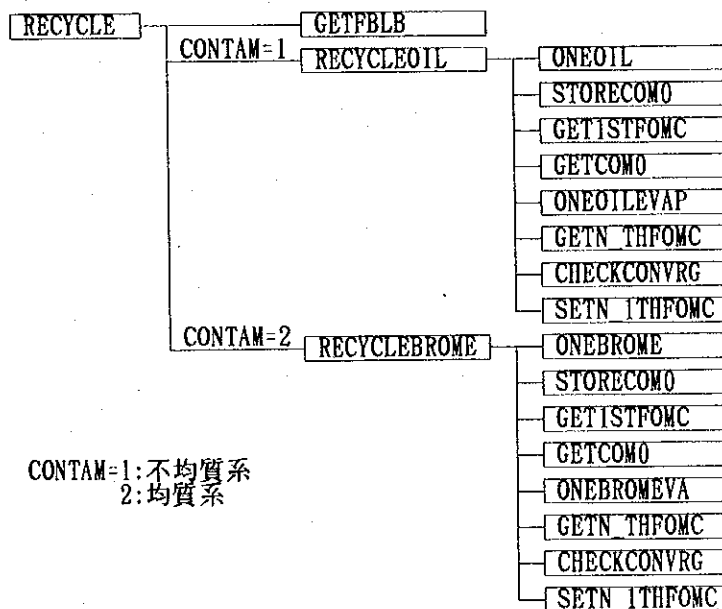 RECYCLE
GETFBLB
CONTAM=1
RECYCLEOIL
ONEOIL
STORECOM0
GET1STFOMC
GETCOM0
ONEOILEVAP
GETN_THFOMC
CHECKCONVRG
SETN_1THFOMC
CONTAM=2
RECYCLEBROME
ONEBROME
STORECOM0
GET1STFOMC
GETCOM0
ONEBROMEVA
GETN_THFOMC
CHECKCONVRG
SETN_1THFOMC
CONTAM=1:不均質系
2:均質系